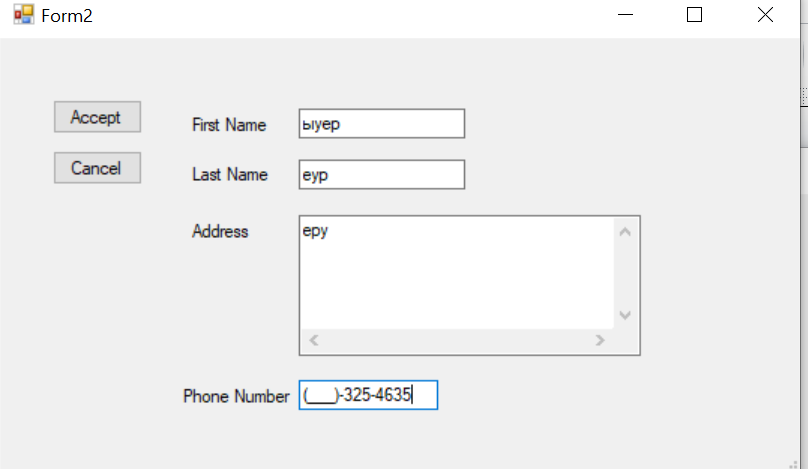 Form2
Accept
First Name ыуер
Cancel
Last Name еур
Address еру
Phone Number (___)-325-4635